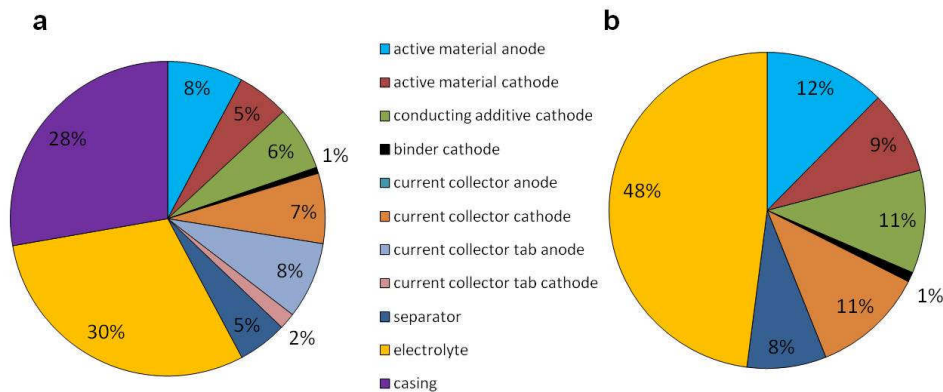 a
8%
5%
6%
1%
7%
8%
2%
5%
30%
28%
active material anode
active material cathode
conducting additive cathode
binder cathode
current collector anode
current collector cathode
current collector tab anode
current collector tab cathode
separator
electrolyte
casing
b
12%
9%
11%
1%
11%
8%
48%